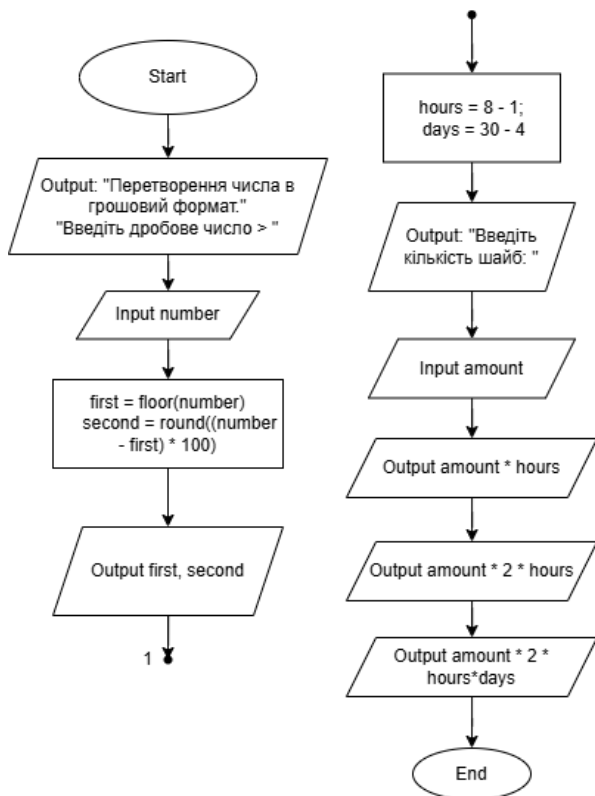 Start
Output: "Перетворення числа в
грошовий формат."
"Введіть дробове число > "
Input number
first = floor(number)
second = round((number
- first) * 100)
Output first, second
1
hours = 8 - 1;
days = 30 - 4
Output: "Введіть
кількість шайб: "
Input amount
Output amount * hours
Output amount * 2 * hours
Output amount * 2 *
hours*days
End